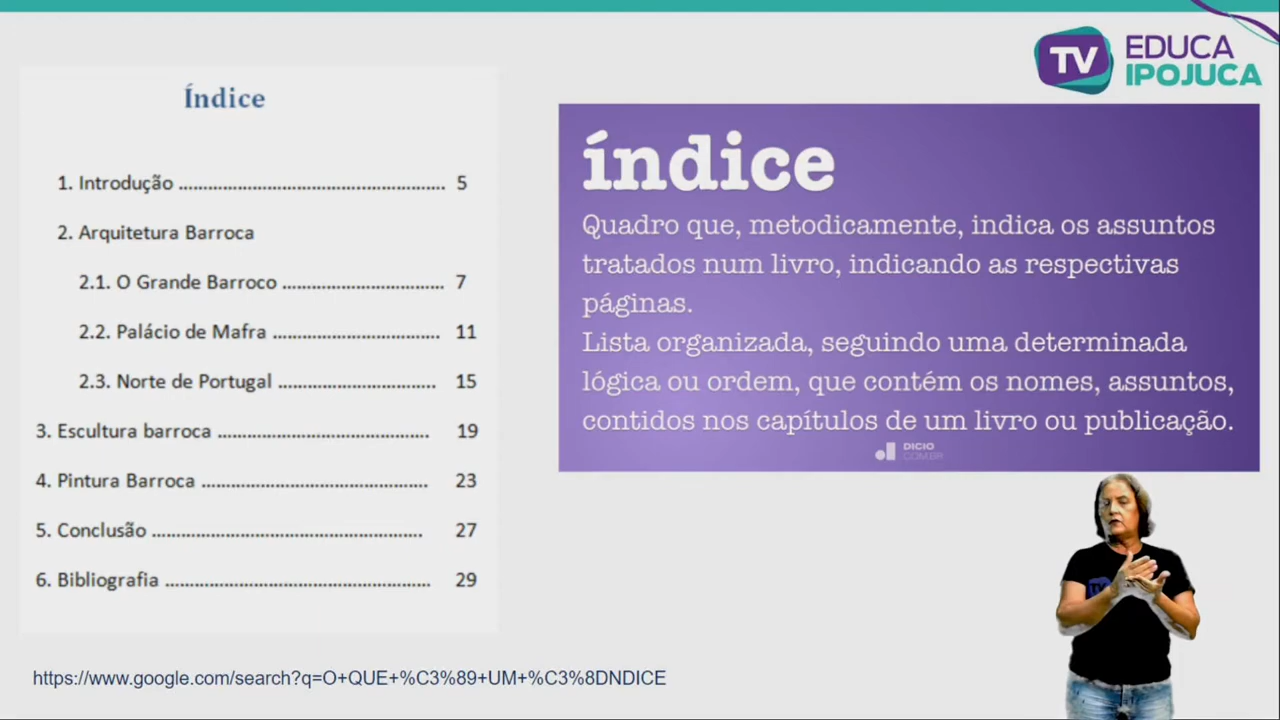 TV EDUCA
IPOJUCA
Índice
1. Introdução ........................................................ 5
2. Arquitetura Barroca
2.1. O Grande Barroco .................................. 7
2.2. Palácio de Mafra ................................... 11
2.3. Norte de Portugal ................................. 15
3. Escultura barroca ............................................ 19
4. Pintura Barroca ............................................... 23
5. Conclusão ......................................................... 27
6. Bibliografia ....................................................... 29
índice
Quadro que, metodicamente, indica os assuntos
tratados num livro, indicando as respectivas
páginas.
Lista organizada, seguindo uma determinada
lógica ou ordem, que contém os nomes, assuntos,
contidos nos capítulos de um livro ou publicação.
DICIO
.COM.BR
TV
https://www.google.com/search?q=O+QUE+%C3%89+UM+%C3%8DNDICE